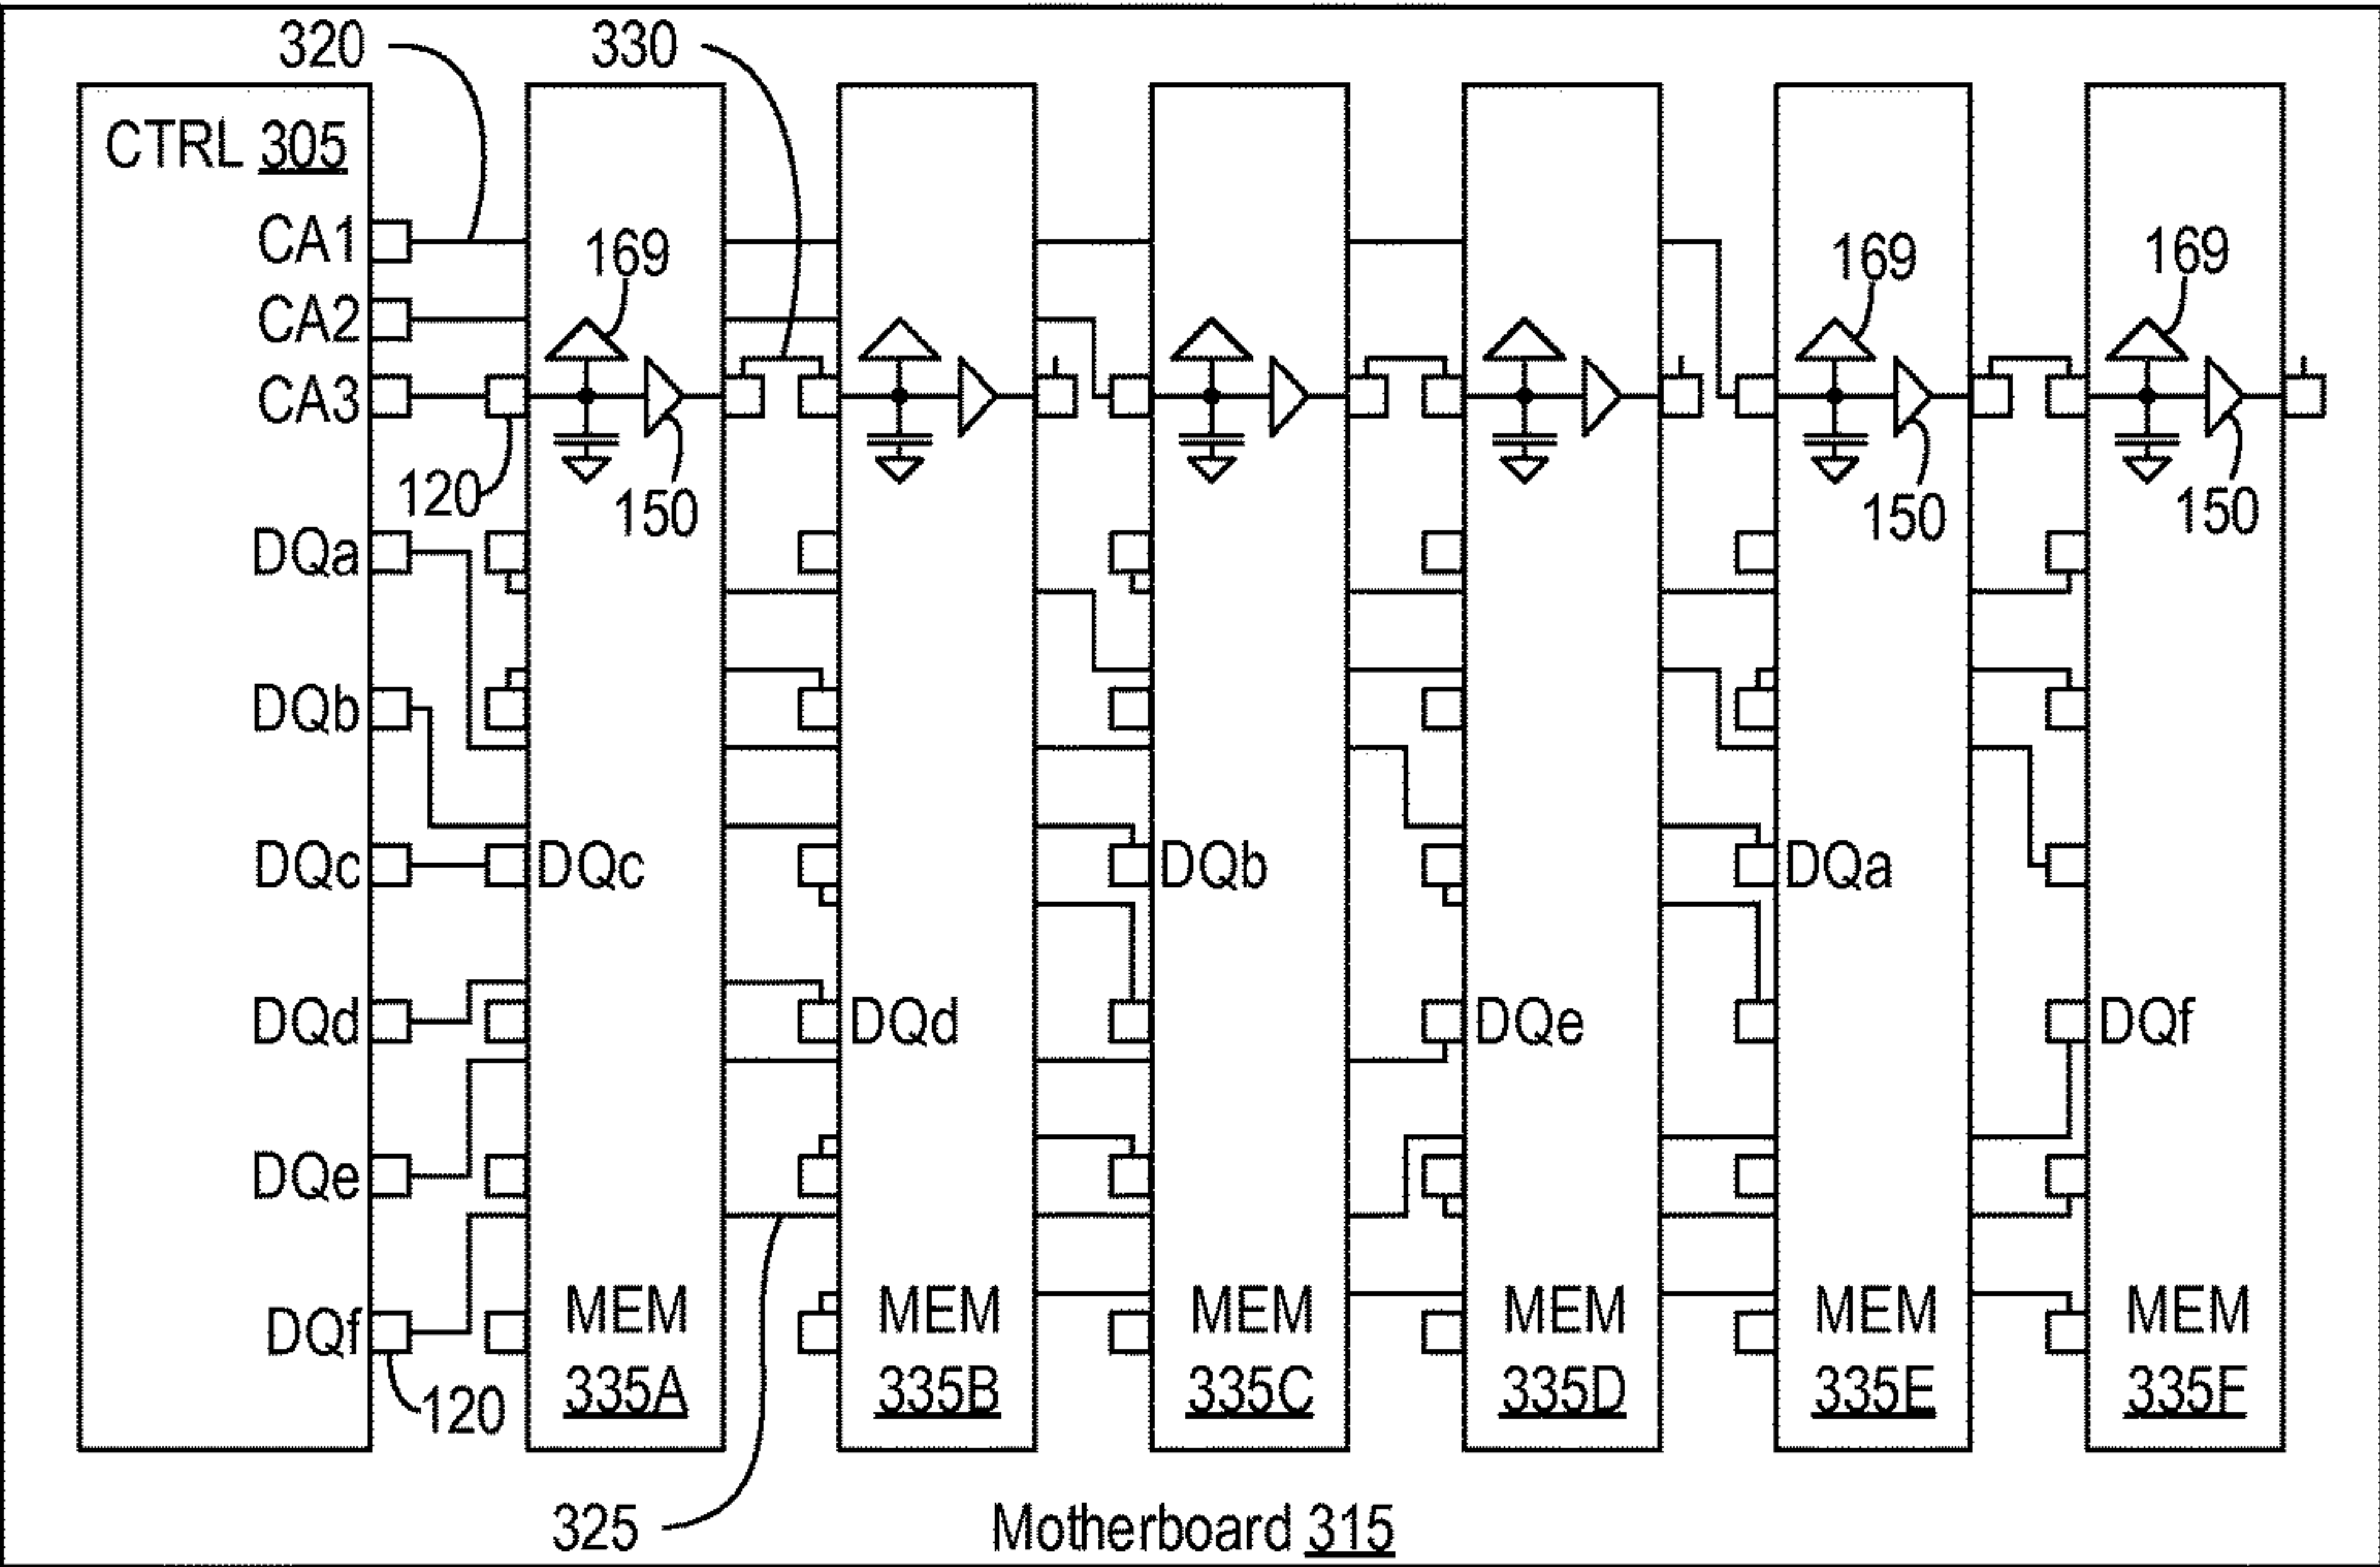 320
330
CTRL 305
CA1
169
169
169
CA2
CA3
120
150
150
150
DQa
DQb
DQc
DQc
DQb
DQa
DQd
DQd
DQe
DQf
DQe
DQf
MEM
335A
MEM
335B
MEM
335C
MEM
335D
MEM
335E
MEM
335F
120
325
Motherboard 315